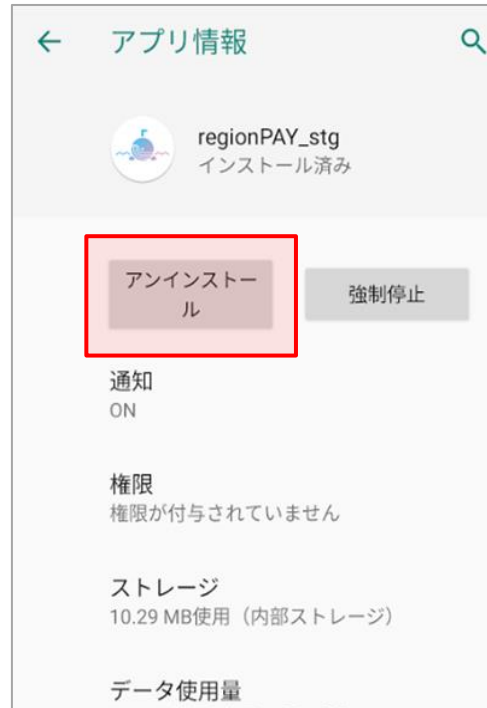 アプリ情報
regionPAY_stg
インストール済み
アンインストー
ル
強制停止
通知
ON
権限
権限が付与されていません
ストレージ
10.29 MB使用（内部ストレージ）
データ使用量